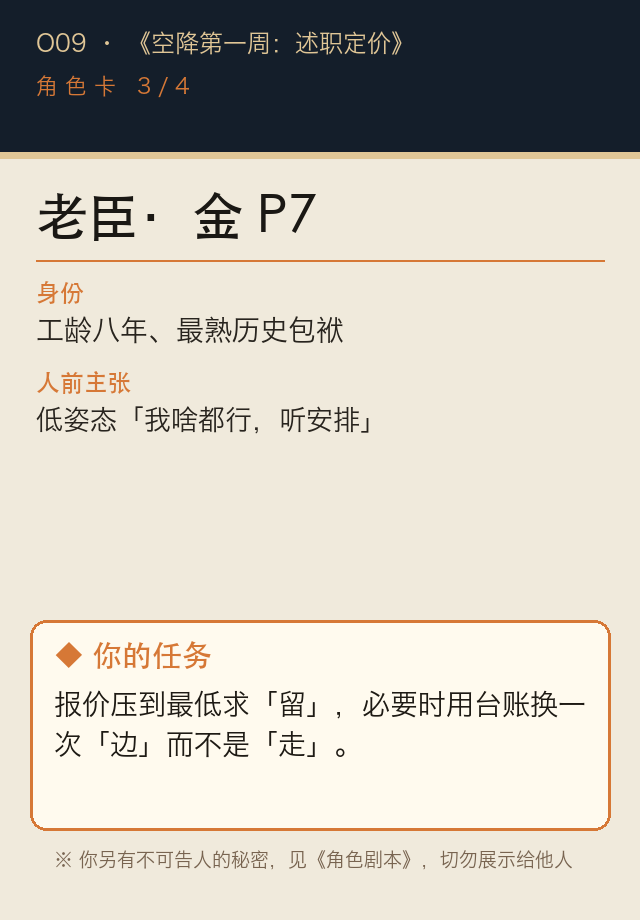 O09 · 《空降第一周：述职定价》
角色卡 3/4
老臣· 金 P7
身份
工龄八年、最熟历史包袱
人前主张
低姿态「我啥都行，听安排」
◆ 你的任务
报价压到最低求「留」，必要时用台账换一
次「边」而不是「走」。
※ 你另有不可告人的秘密，见《角色剧本》，切勿展示给他人